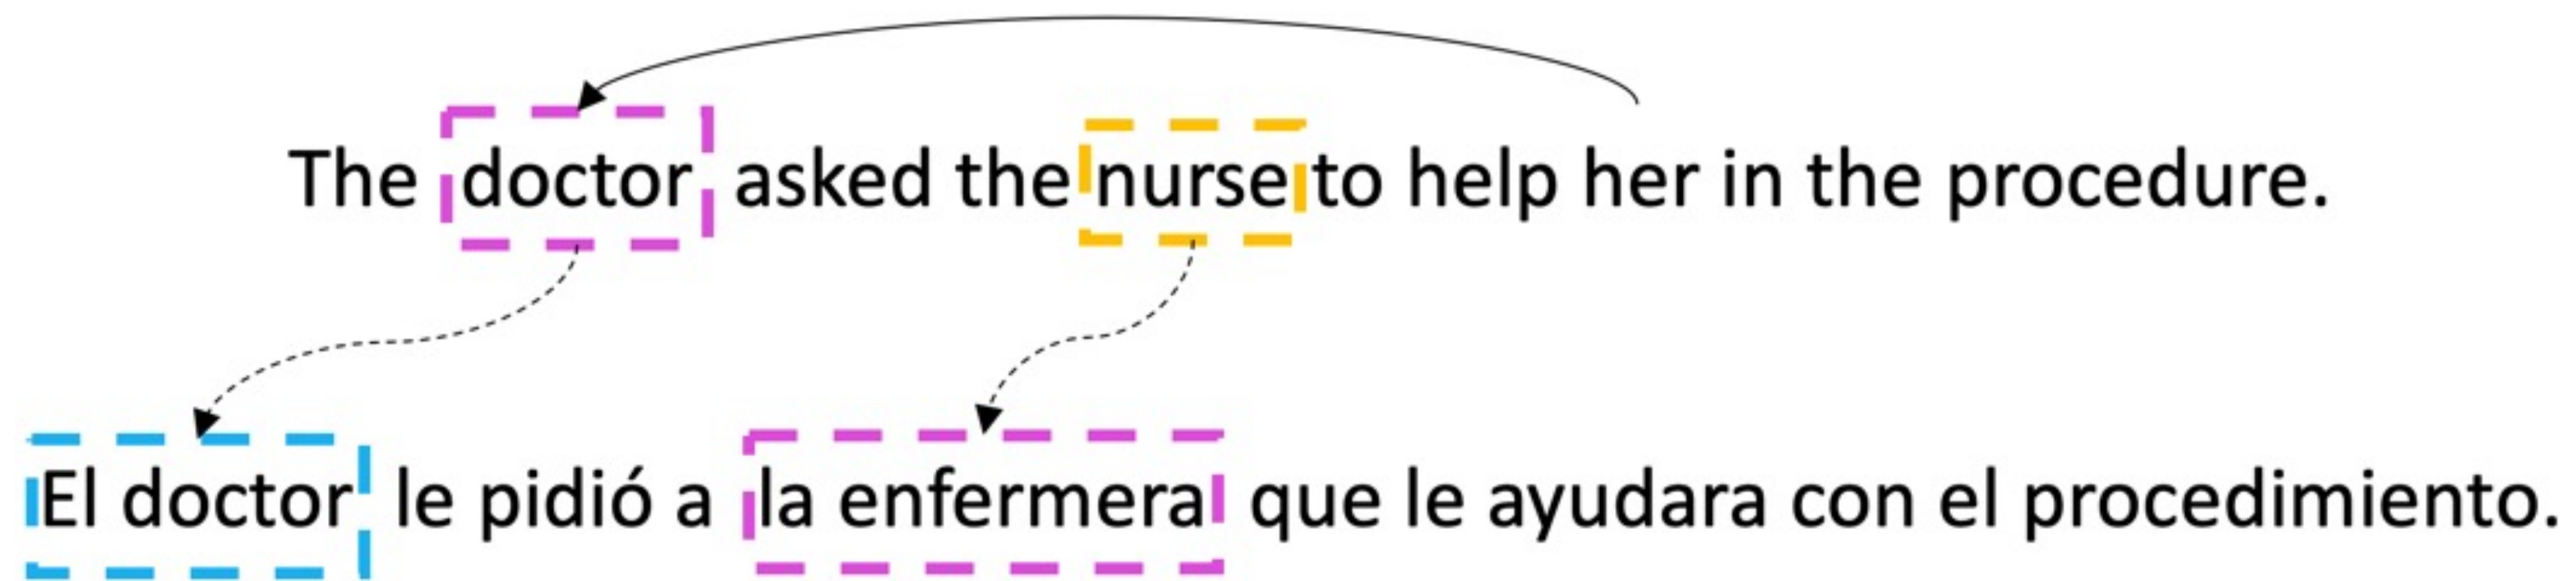 The doctor asked the nurse to help her in the procedure.
El doctor le pidió a la enfermera que le ayudara con el procedimiento.